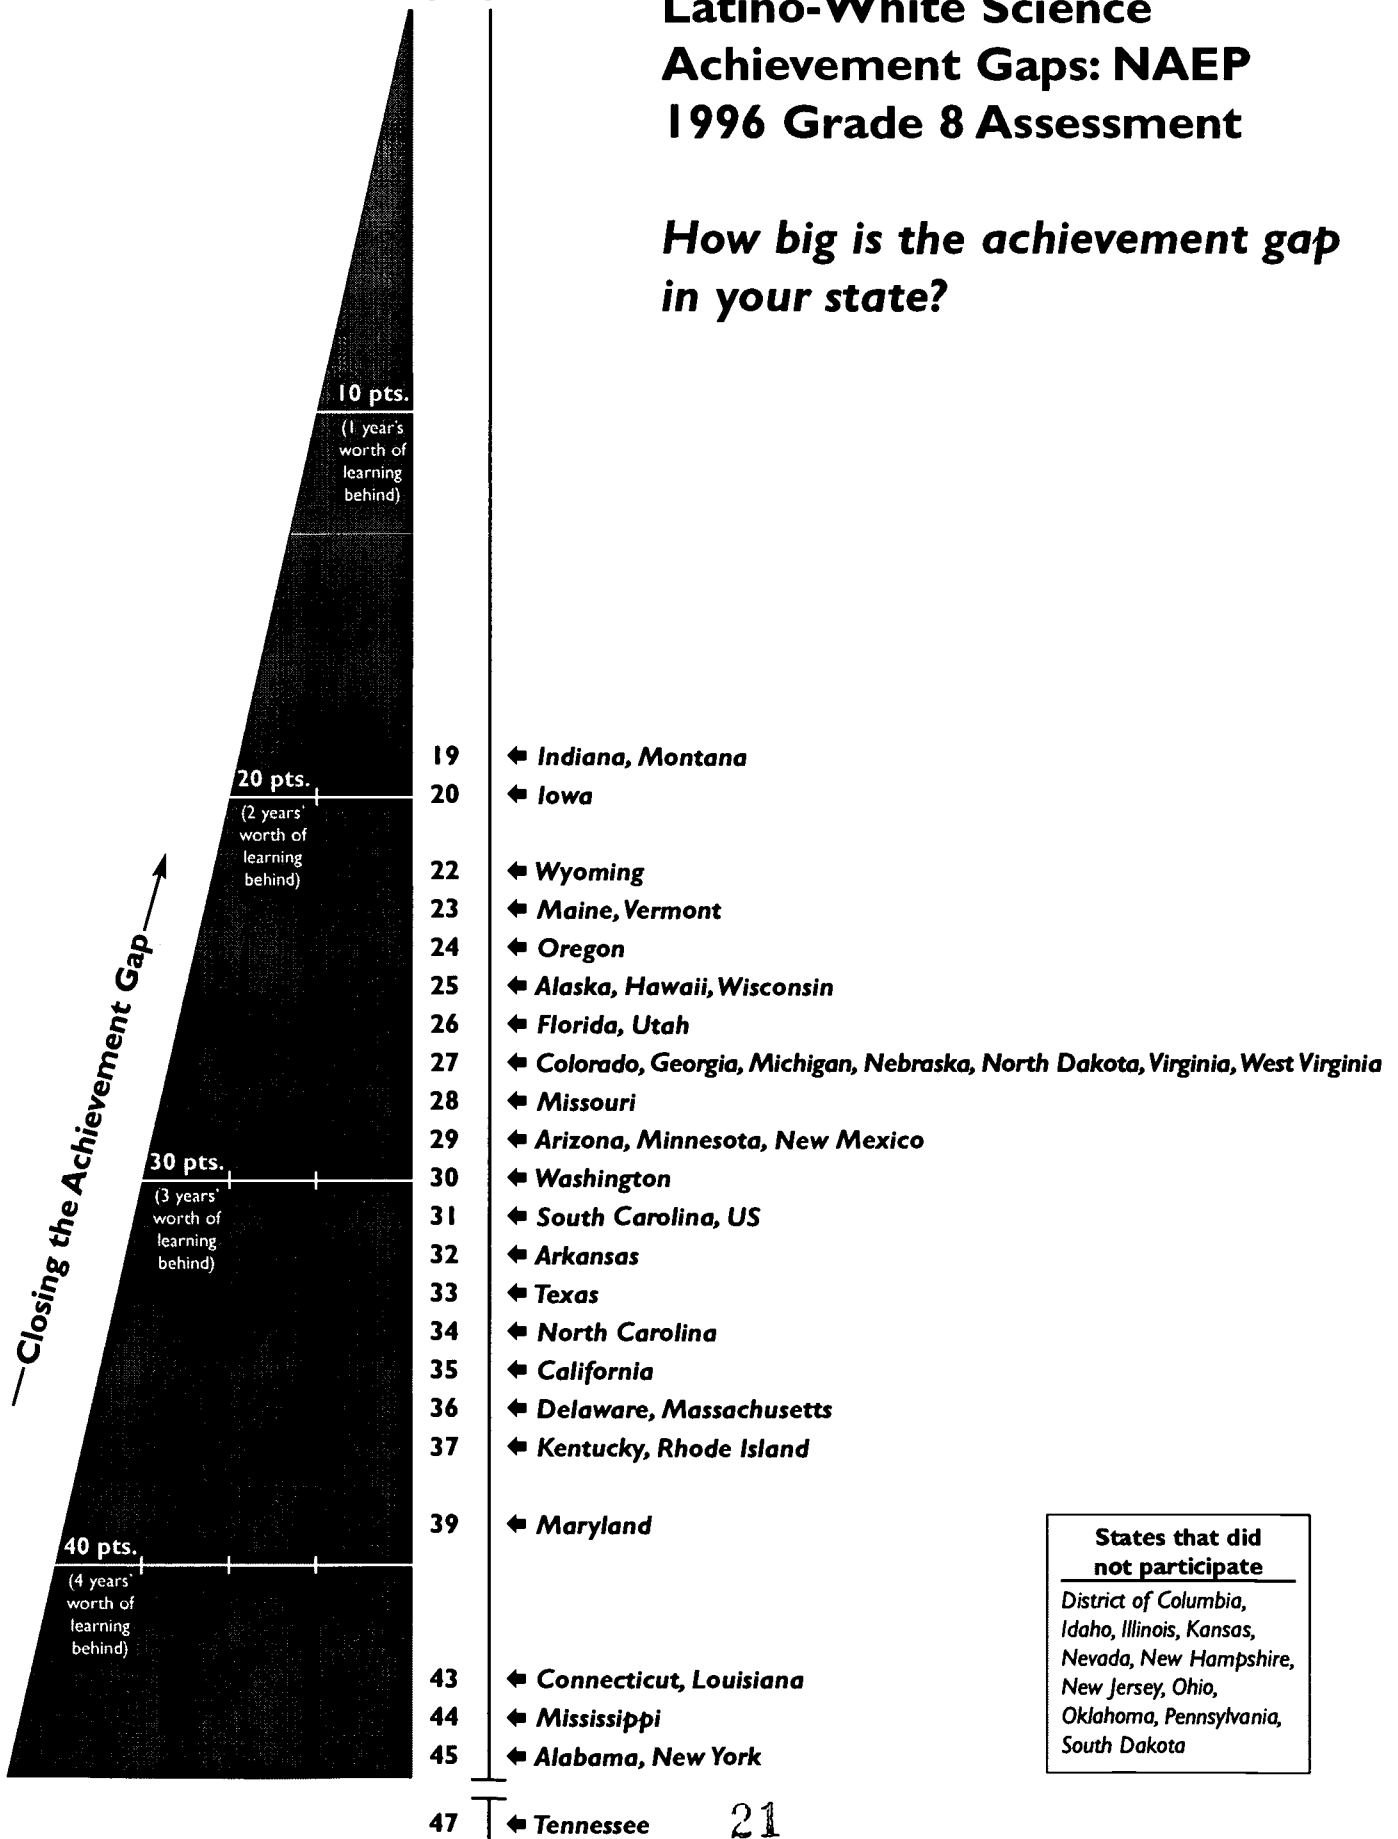 Latino-White Science
Achievement Gaps: NAEP
1996 Grade 8 Assessment
How big is the achievement gap
in your state?
10 pts.
(1 year's
worth of
learning
behind)
19 Indiana, Montana
20 pts.
20 Iowa
(2 years'
worth of
learning
behind)
22 Wyoming
23 Maine, Vermont
24 Oregon
25 Alaska, Hawaii, Wisconsin
26 Florida, Utah
27 Colorado, Georgia, Michigan, Nebraska, North Dakota, Virginia, West Virginia
28 Missouri
29 Arizona, Minnesota, New Mexico
30 pts.
30 Washington
(3 years'
worth of
learning
behind)
31 South Carolina, US
32 Arkansas
33 Texas
34 North Carolina
35 California
36 Delaware, Massachusetts
37 Kentucky, Rhode Island
39 Maryland
40 pts.
(4 years'
worth of
learning
behind)
43 Connecticut, Louisiana
44 Mississippi
45 Alabama, New York
47 Tennessee
Closing the Achievement Gap
States that did
not participate
District of Columbia,
Idaho, Illinois, Kansas,
Nevada, New Hampshire,
New Jersey, Ohio,
Oklahoma, Pennsylvania,
South Dakota
21